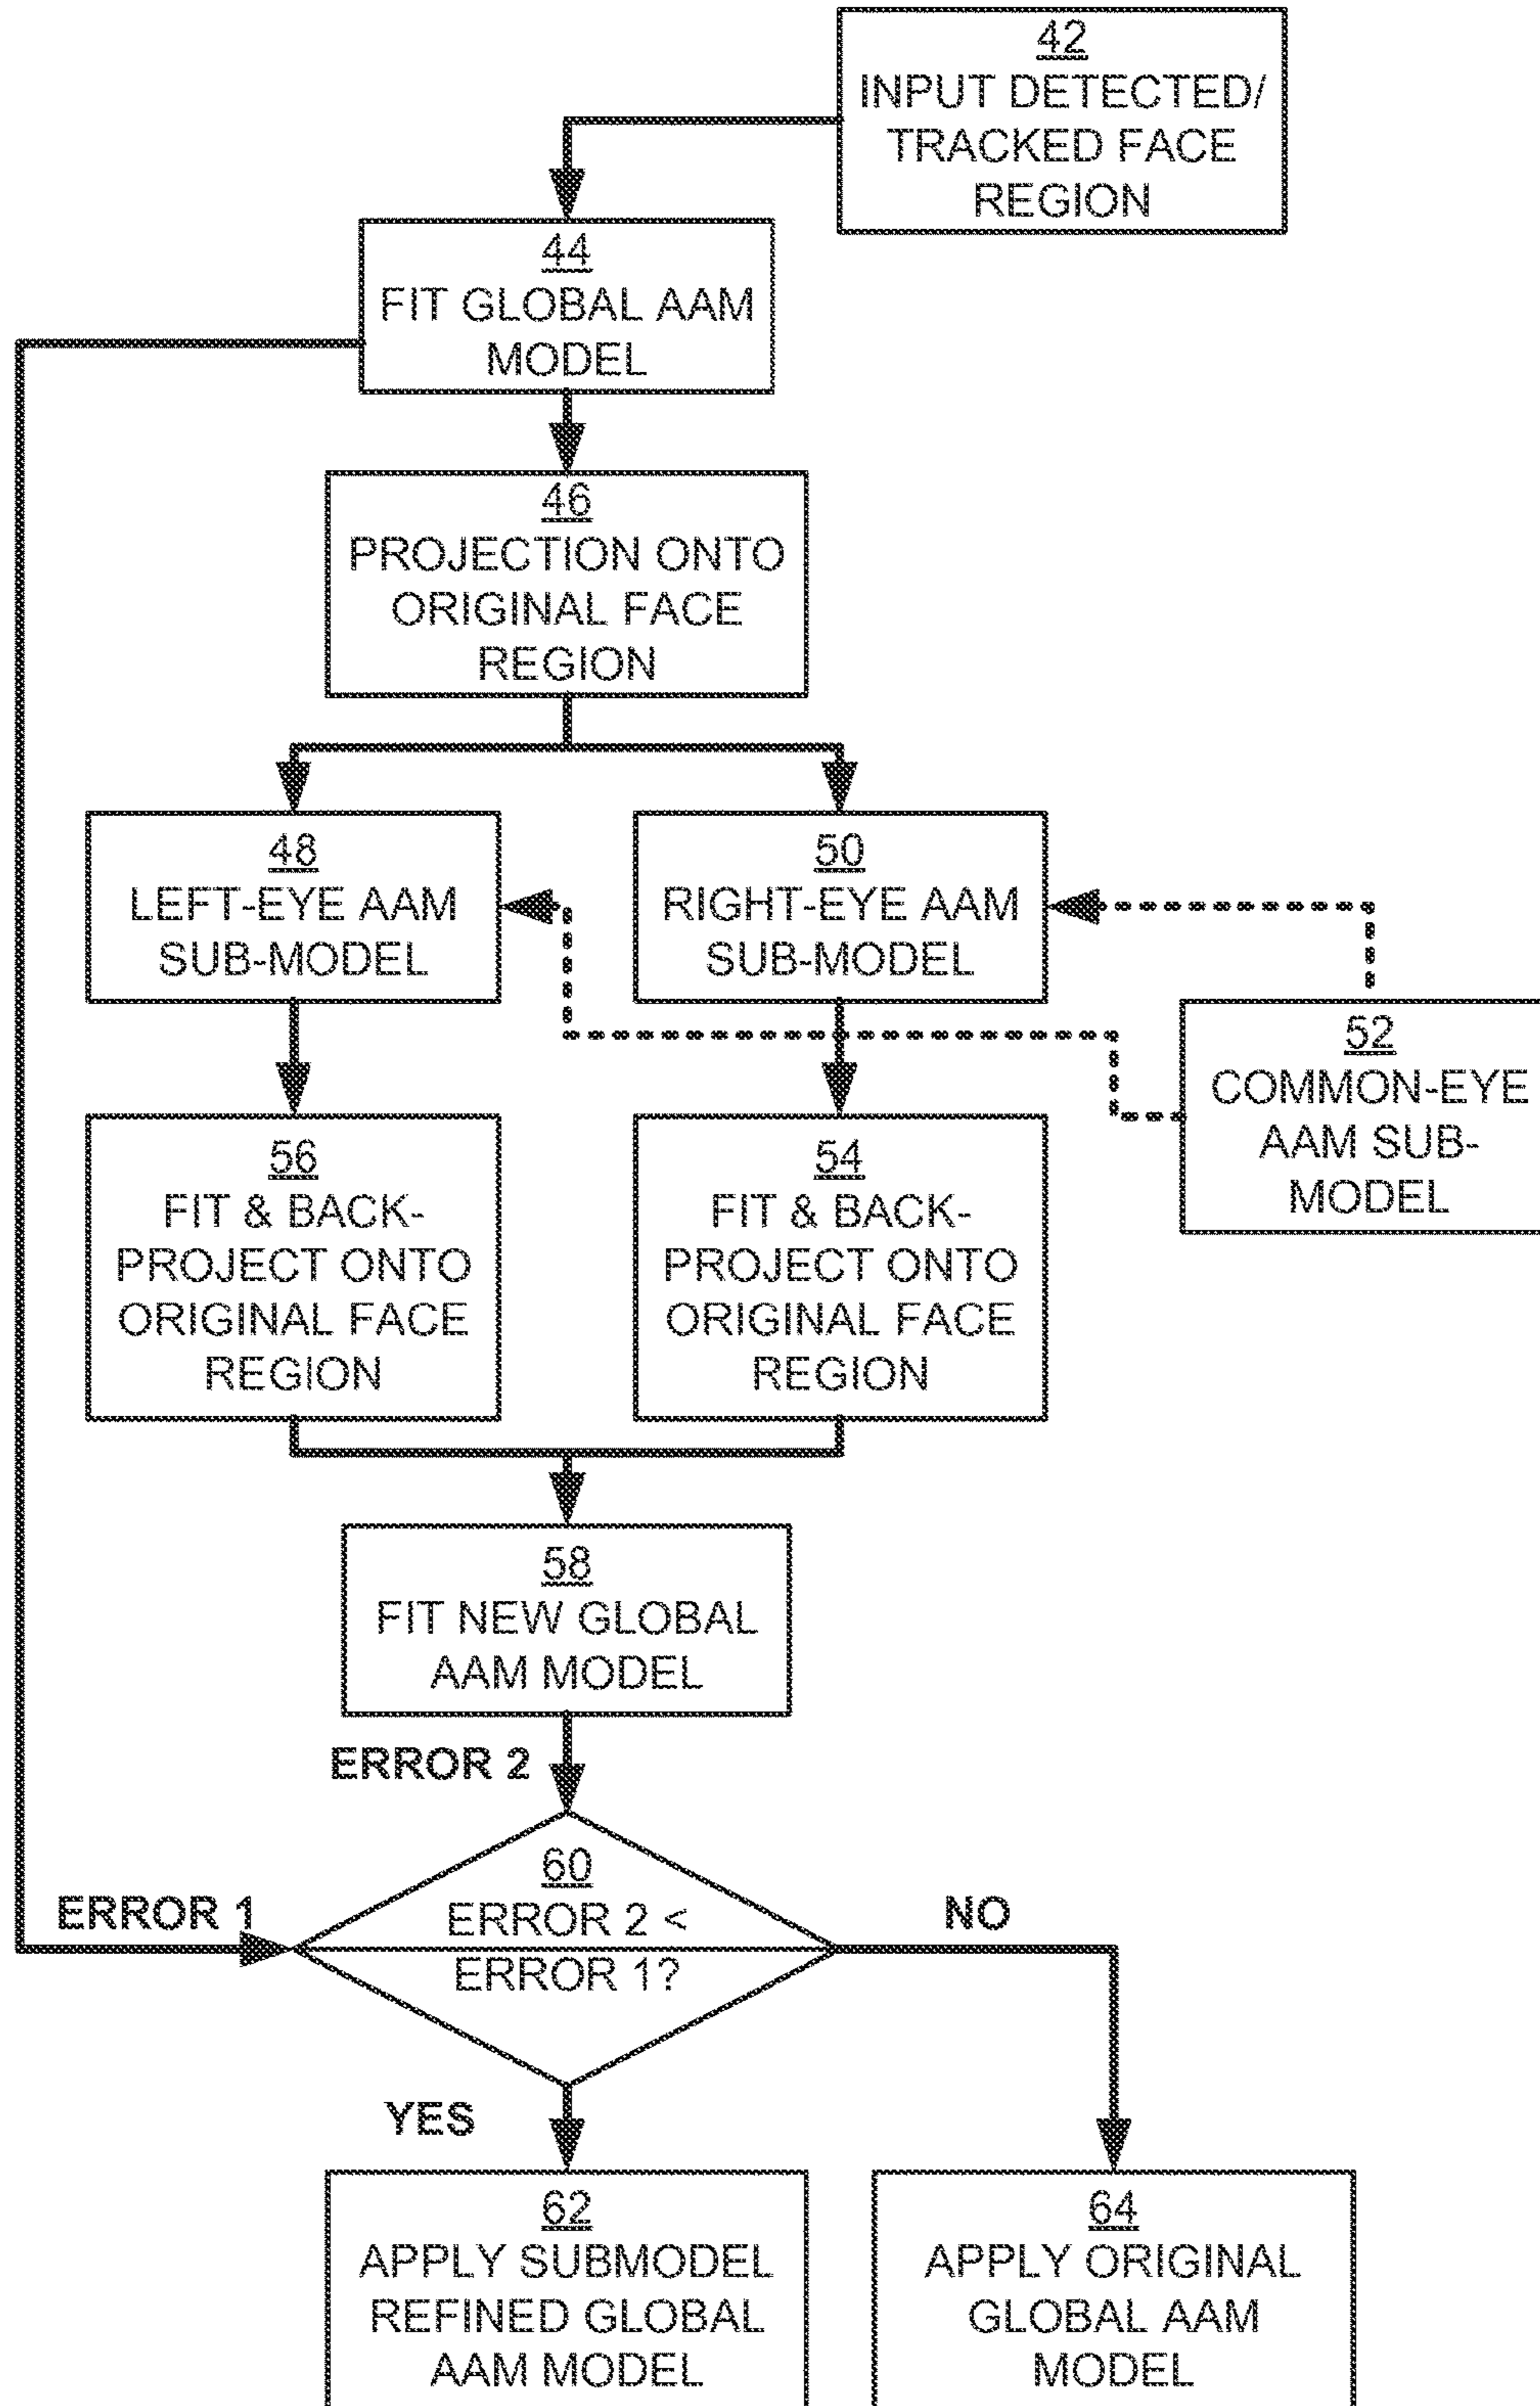 42
INPUT DETECTED/
TRACKED FACE
REGION
44
FIT GLOBAL AAM
MODEL
46
PROJECTION ONTO
ORIGINAL FACE
REGION
48
LEFT-EYE AAM
SUB-MODEL
50
RIGHT-EYE AAM
SUB-MODEL
52
COMMON-EYE
AAM SUB-
MODEL
56
FIT & BACK-
PROJECT ONTO
ORIGINAL FACE
REGION
54
FIT & BACK-
PROJECT ONTO
ORIGINAL FACE
REGION
58
FIT NEW GLOBAL
AAM MODEL
ERROR 2
ERROR 1
60
ERROR 2 <
ERROR 1?
NO
YES
62
APPLY SUBMODEL
REFINED GLOBAL
AAM MODEL
64
APPLY ORIGINAL
GLOBAL AAM
MODEL